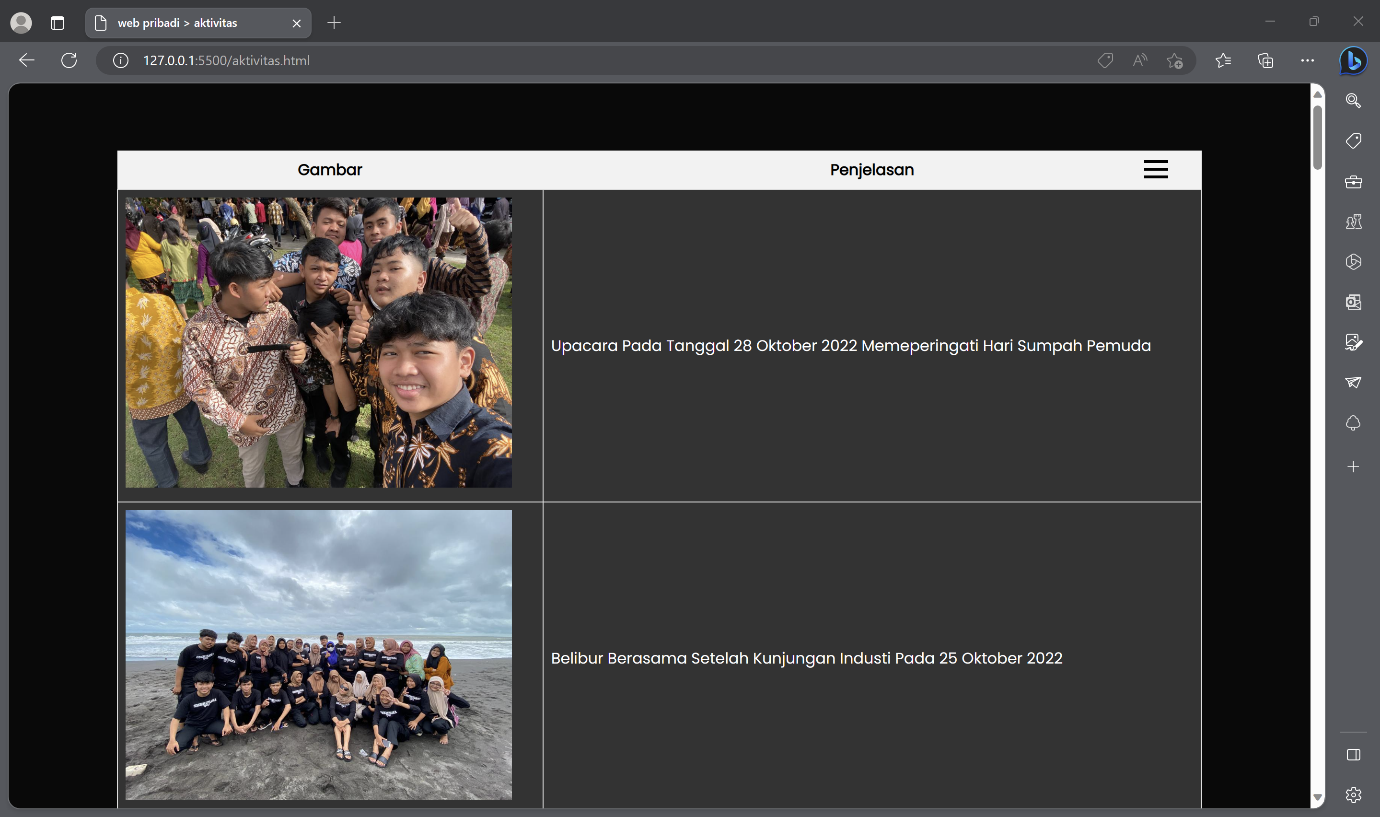 web pribadi > aktivitas
127.0.0.1:5500/aktivitas.html
Gambar
Penjelasan
Upacara Pada Tanggal 28 Oktober 2022 Memeperingati Hari Sumpah Pemuda
Belibur Berasama Setelah Kunjungan Industi Pada 25 Oktober 2022